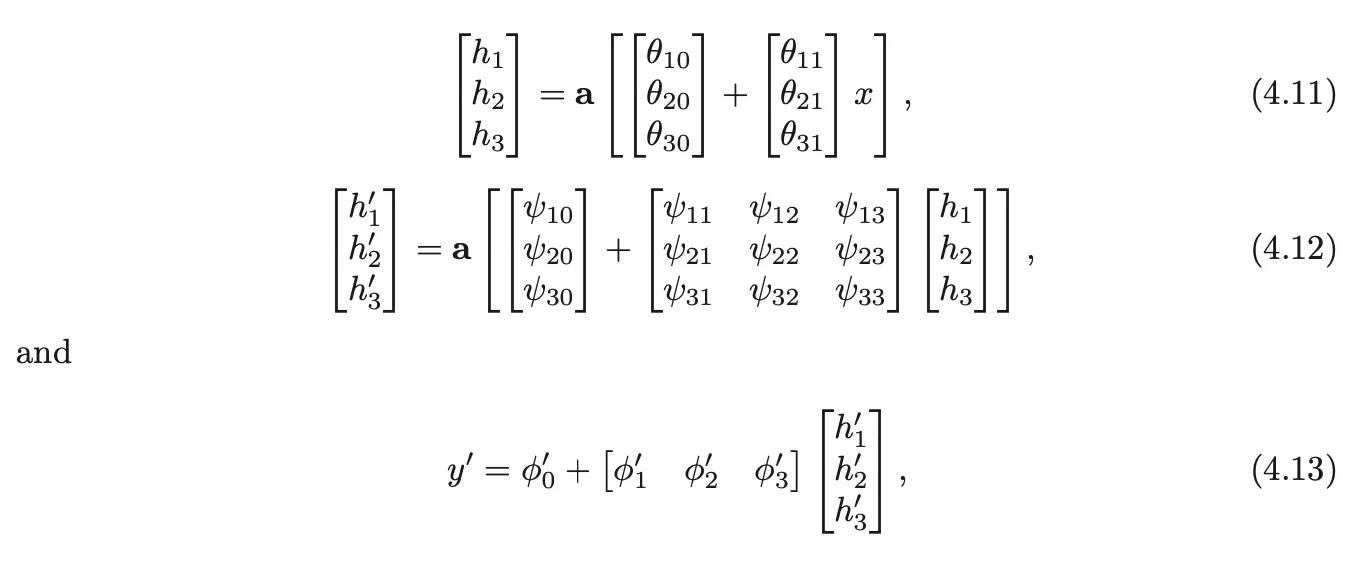 $$\begin{bmatrix} h_1 \\ h_2 \\ h_3 \end{bmatrix} = \mathbf{a} \left[ \begin{bmatrix} \theta_{10} \\ \theta_{20} \\ \theta_{30} \end{bmatrix} + \begin{bmatrix} \theta_{11} \\ \theta_{21} \\ \theta_{31} \end{bmatrix} x \right], \quad (4.11)$$
$$\begin{bmatrix} h'_1 \\ h'_2 \\ h'_3 \end{bmatrix} = \mathbf{a} \left[ \begin{bmatrix} \psi_{10} \\ \psi_{20} \\ \psi_{30} \end{bmatrix} + \begin{bmatrix} \psi_{11} & \psi_{12} & \psi_{13} \\ \psi_{21} & \psi_{22} & \psi_{23} \\ \psi_{31} & \psi_{32} & \psi_{33} \end{bmatrix} \begin{bmatrix} h_1 \\ h_2 \\ h_3 \end{bmatrix} \right], \quad (4.12)$$
and
$$y' = \phi'_0 + \begin{bmatrix} \phi'_1 & \phi'_2 & \phi'_3 \end{bmatrix} \begin{bmatrix} h'_1 \\ h'_2 \\ h'_3 \end{bmatrix}, \quad (4.13)$$